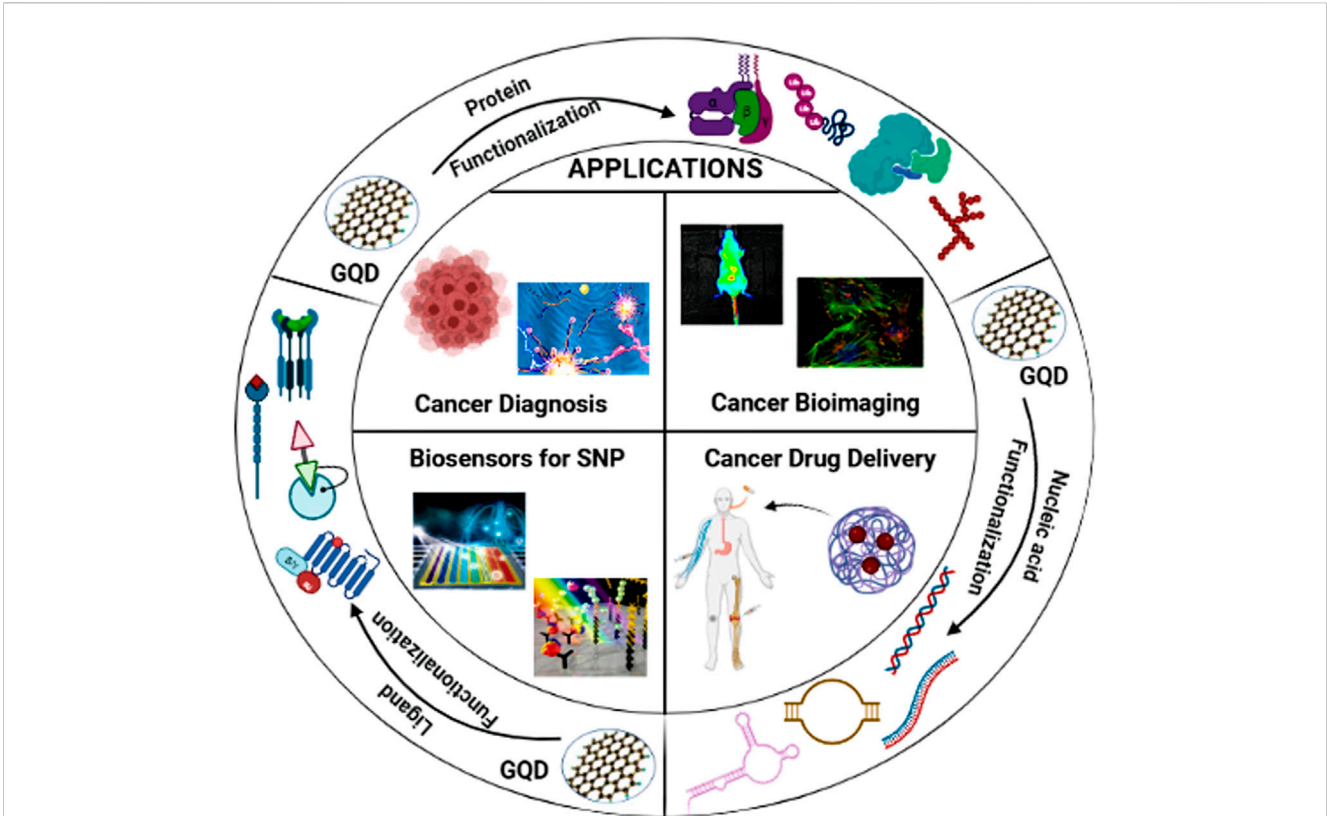 Protein
Functionalization
α
β
γ
APPLICATIONS
GQD
GQD
Cancer Diagnosis
Cancer Bioimaging
Biosensors for SNP
Cancer Drug Delivery
Nucleic acid
Functionalization
Functionalization
Ligand
GQD